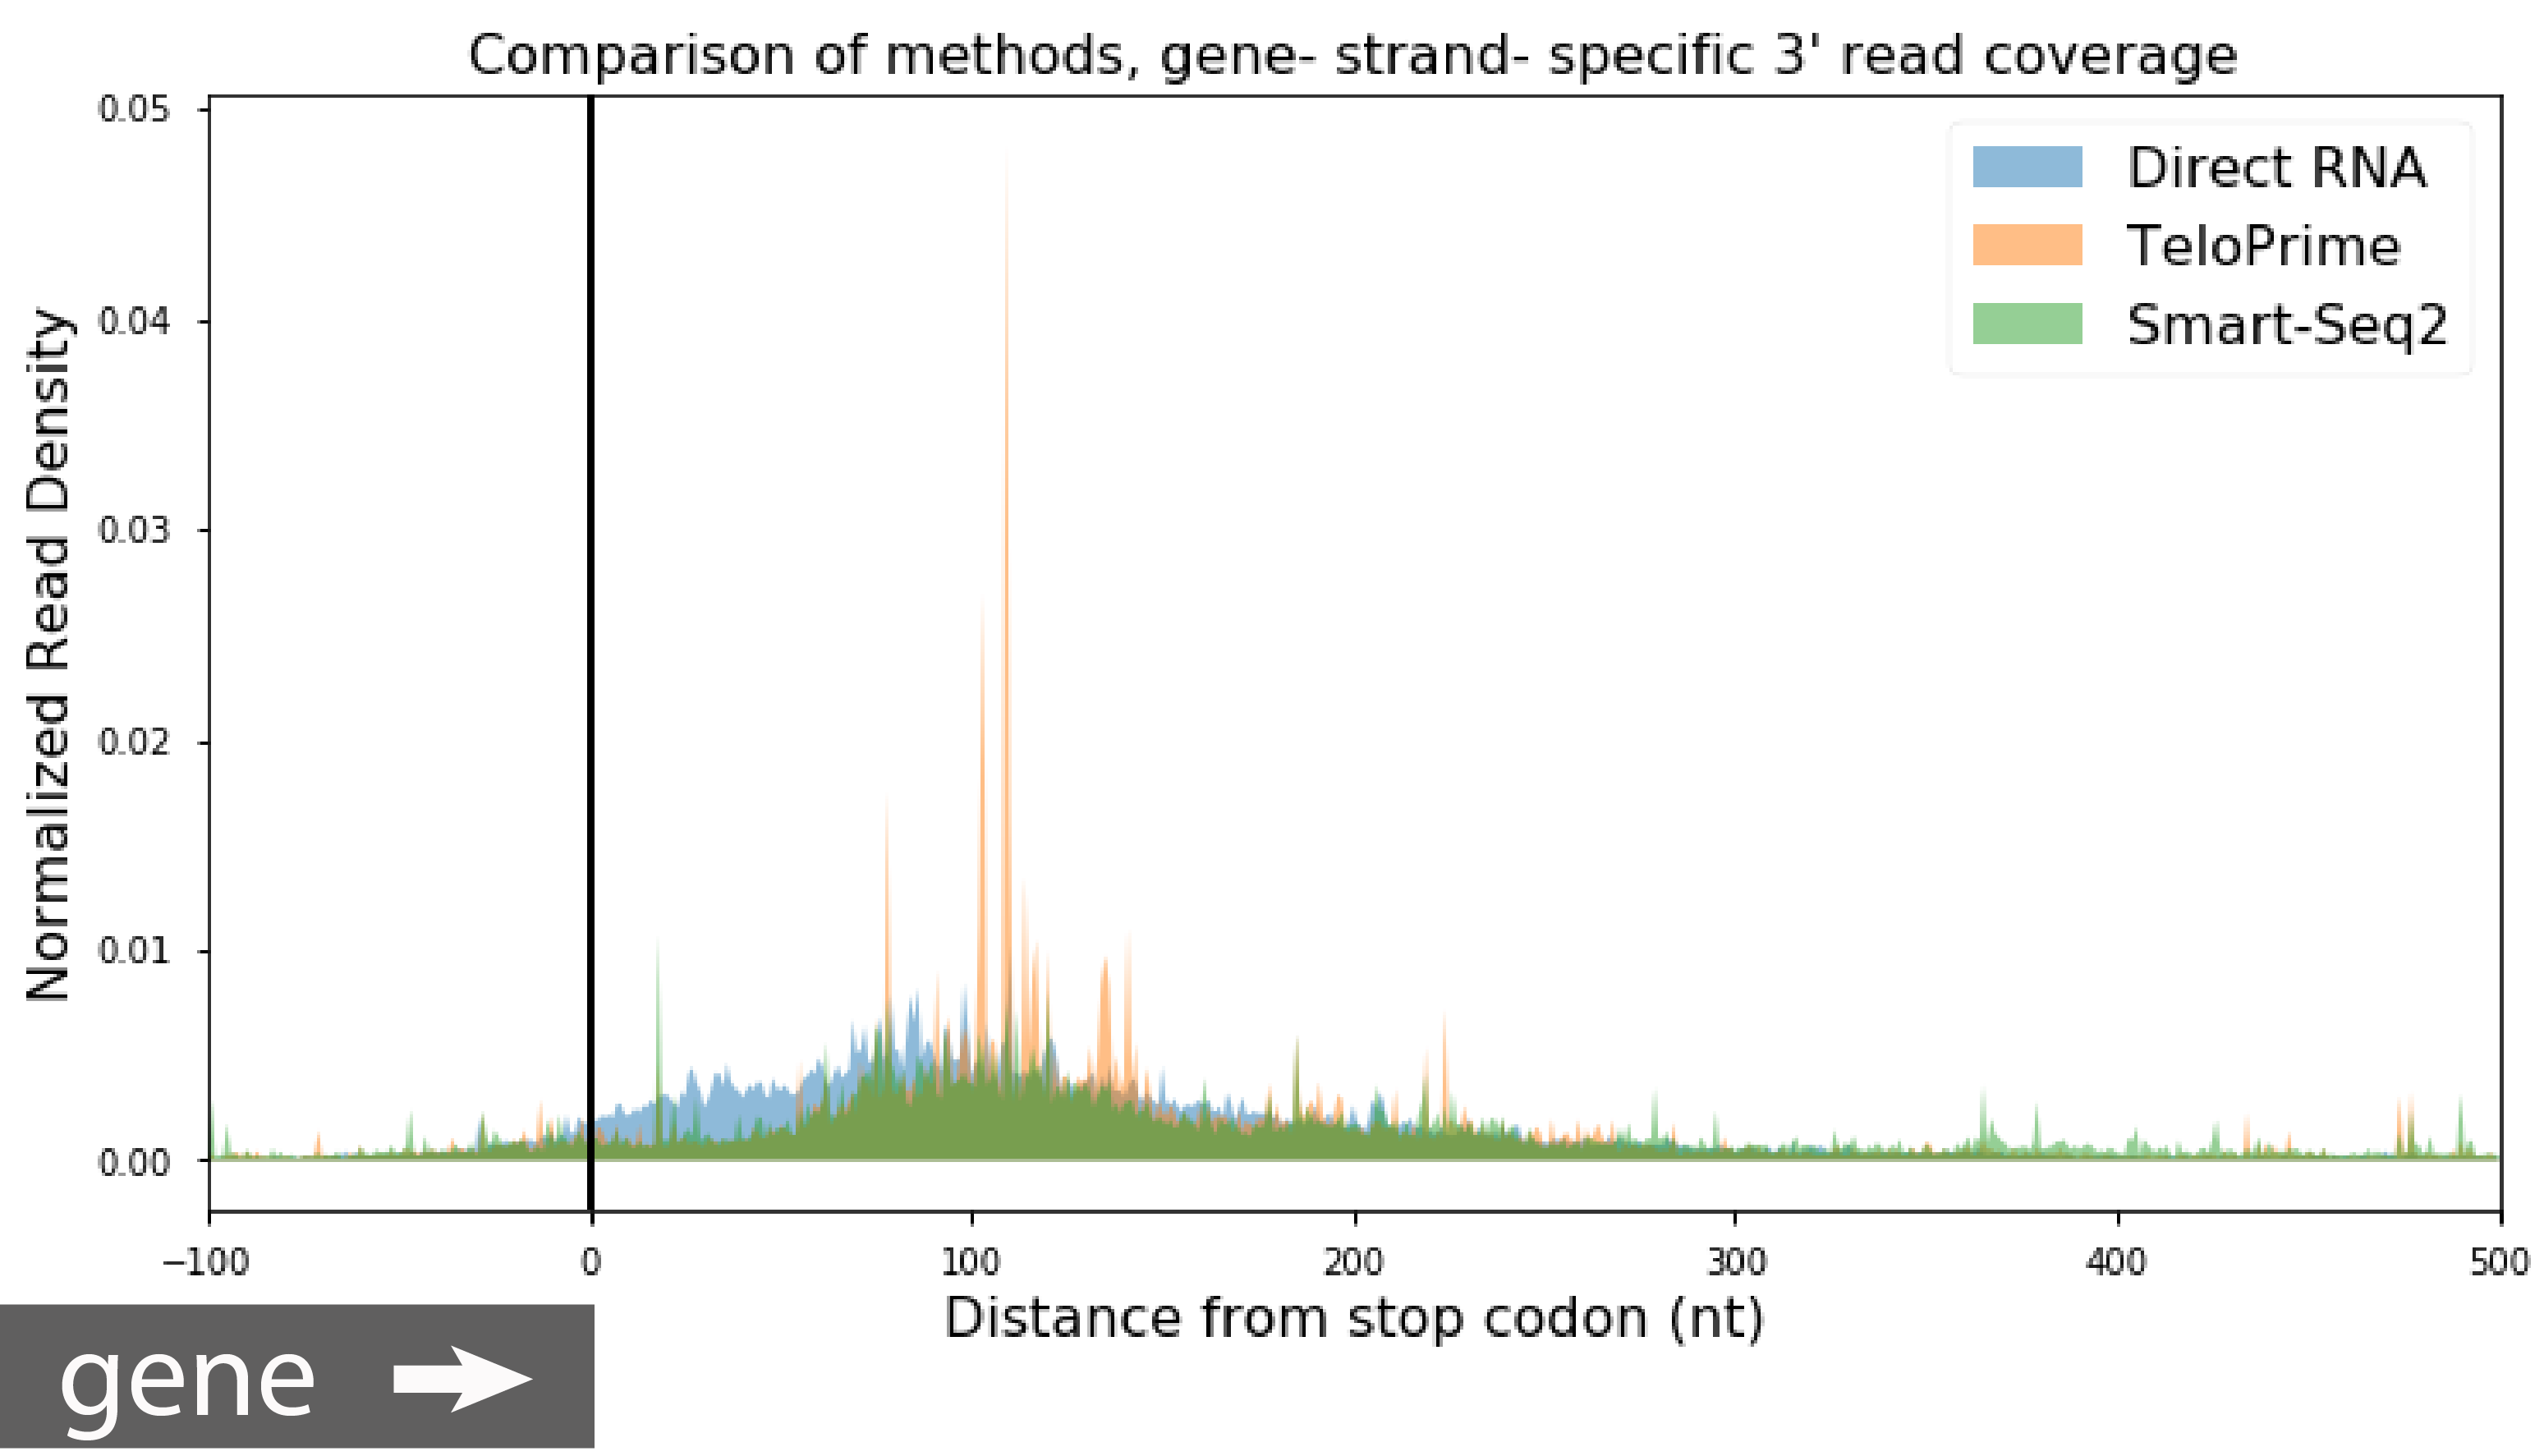 Comparison of methods, gene- strand- specific 3' read coverage
Normalized Read Density
0.05
0.04
0.03
0.02
0.01
0.00
Direct RNA
TeloPrime
Smart-Seq2
−100 0 100 200 300 400 500
Distance from stop codon (nt)
gene